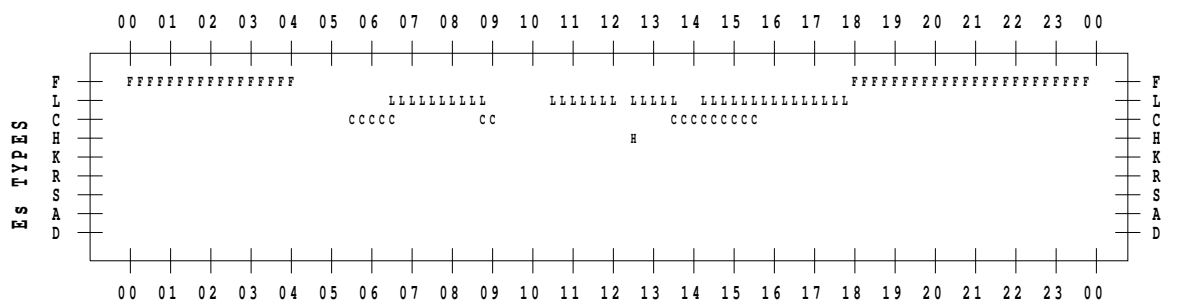 00 01 02 03 04 05 06 07 08 09 10 11 12 13 14 15 16 17 18 19 20 21 22 23 00
F FFFFFFFFFFFFFFFFF FFFFFFFFFFFFFFFFFFFFFFFF F
L LLLLLLLLLL LLLLLLL LLLLL LLLLLLLLLLLLLLL L
C CCCCC CC CCCCCCCCC C
H H H
K K
R R
S S
A A
D D
Es TYPES
00 01 02 03 04 05 06 07 08 09 10 11 12 13 14 15 16 17 18 19 20 21 22 23 00